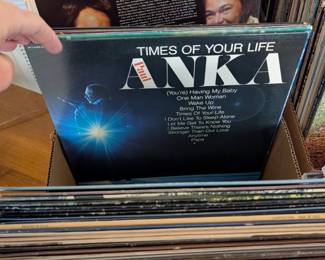 TIMES OF YOUR LIFE
Paul
ANKA
(You're) Having My Baby
One Man Woman
Wake Up
Bring The Wine
Times Of Your Life
I Don't Like To Sleep Alone
Let Me Get To Know You
I Believe There's Nothing
Stronger Than Our Love
Anytime
Papa